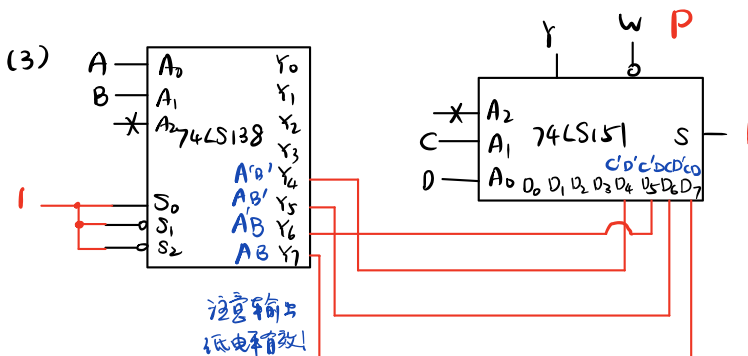 (3)
A
B
A0
A1
A2
74LS138
S0
S1
S2
1
Y0
Y1
Y2
Y3
A'B' Y4
AB' Y5
A'B Y6
AB Y7
注意输出
低电平有效!
Y
W
P
A2
C
A1
D
A0
74LS151
S
C'D' C'D CD' CD
D0 D1 D2 D3 D4 D5 D6 D7